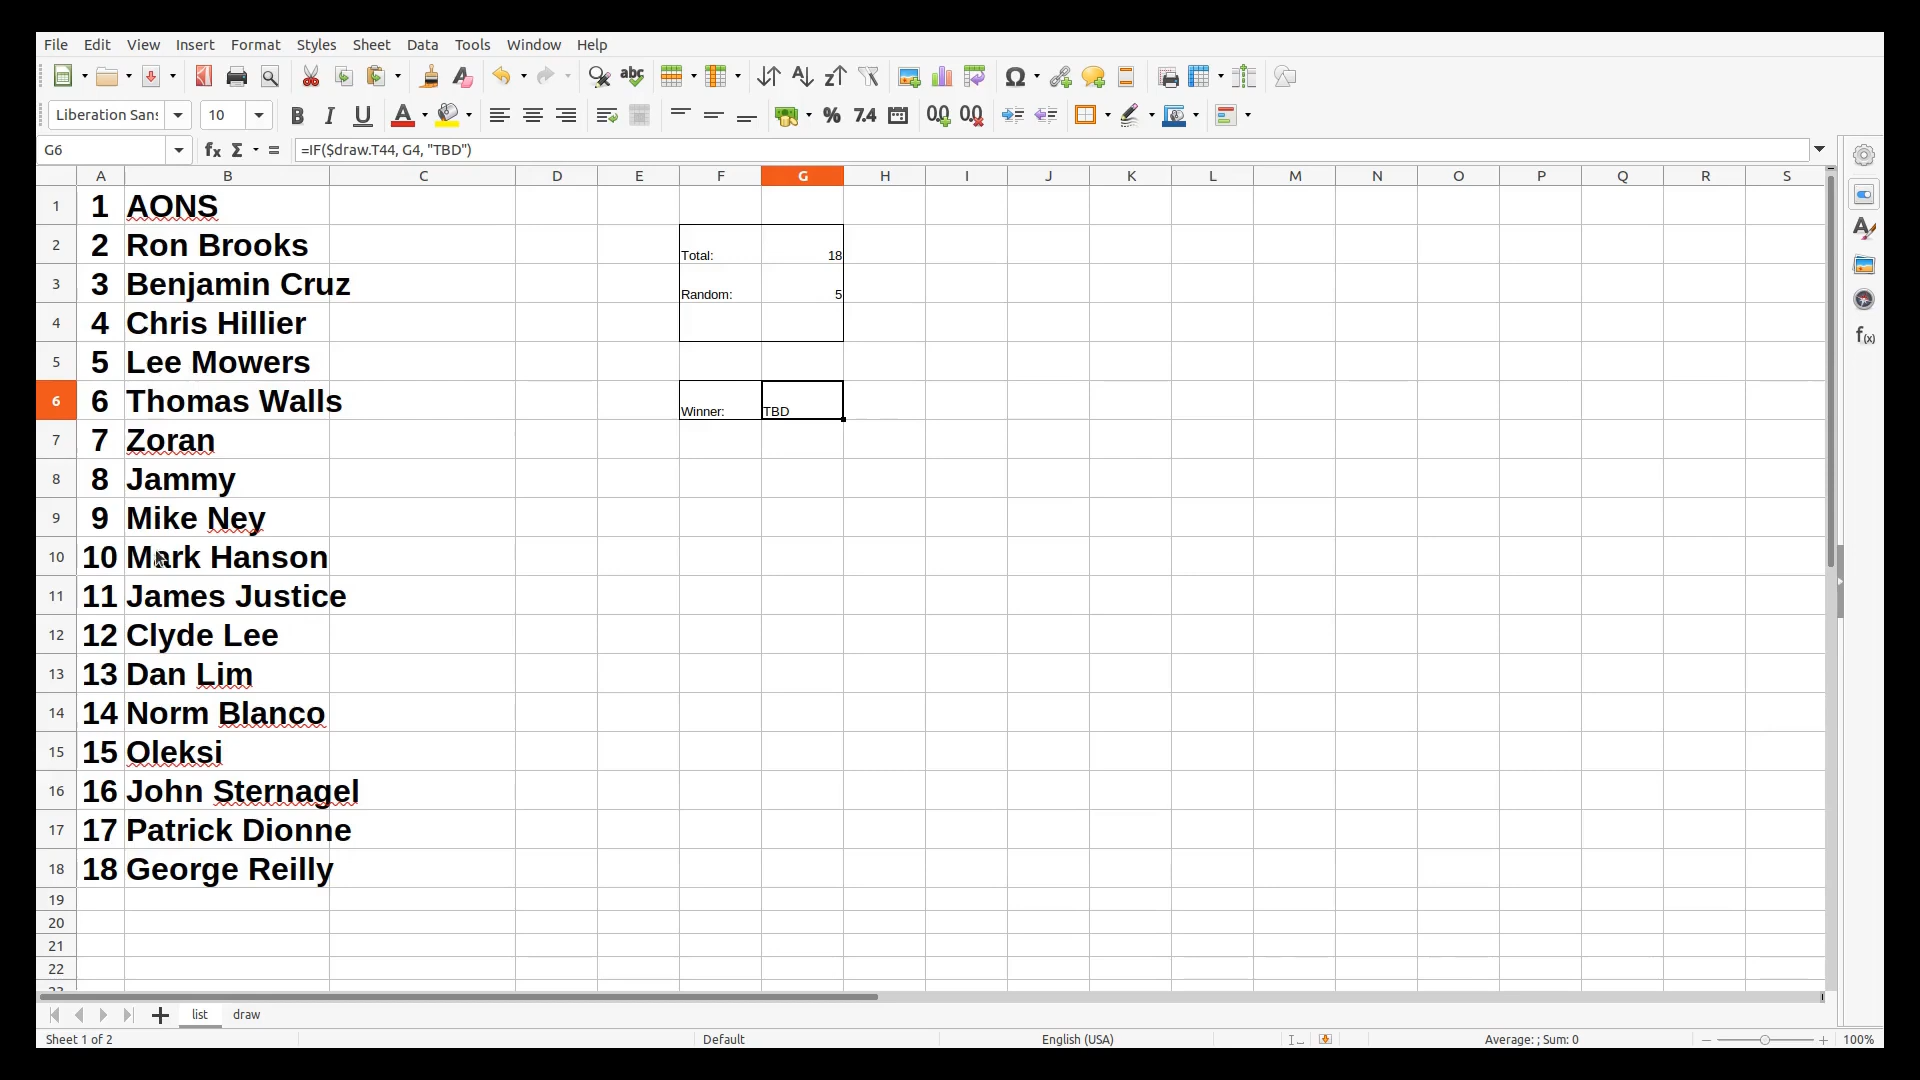 File Edit View Insert Format Styles Sheet Data Tools Window Help
Liberation Sans 10
7.4
G6 =IF($draw.T44, G4, "TBD")
A B C D E F G H I J K L M N O P Q R S
1 1 AONS
2 2 Ron Brooks Total: 18
3 3 Benjamin Cruz Random: 5
4 4 Chris Hillier
5 5 Lee Mowers
6 6 Thomas Walls Winner: TBD
7 7 Zoran
8 8 Jammy
9 9 Mike Ney
10 10 Mark Hanson
11 11 James Justice
12 12 Clyde Lee
13 13 Dan Lim
14 14 Norm Blanco
15 15 Oleksi
16 16 John Sternagel
17 17 Patrick Dionne
18 18 George Reilly
19
20
21
22
list draw
Sheet 1 of 2 Default English (USA) Average: ; Sum: 0 100%